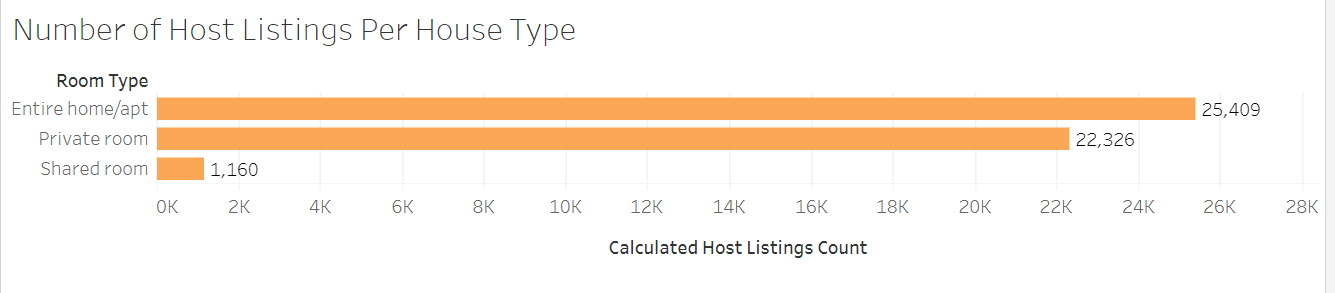 Number of Host Listings Per House Type
Room Type
Entire home/apt 25,409
Private room 22,326
Shared room 1,160
0K 2K 4K 6K 8K 10K 12K 14K 16K 18K 20K 22K 24K 26K 28K
Calculated Host Listings Count